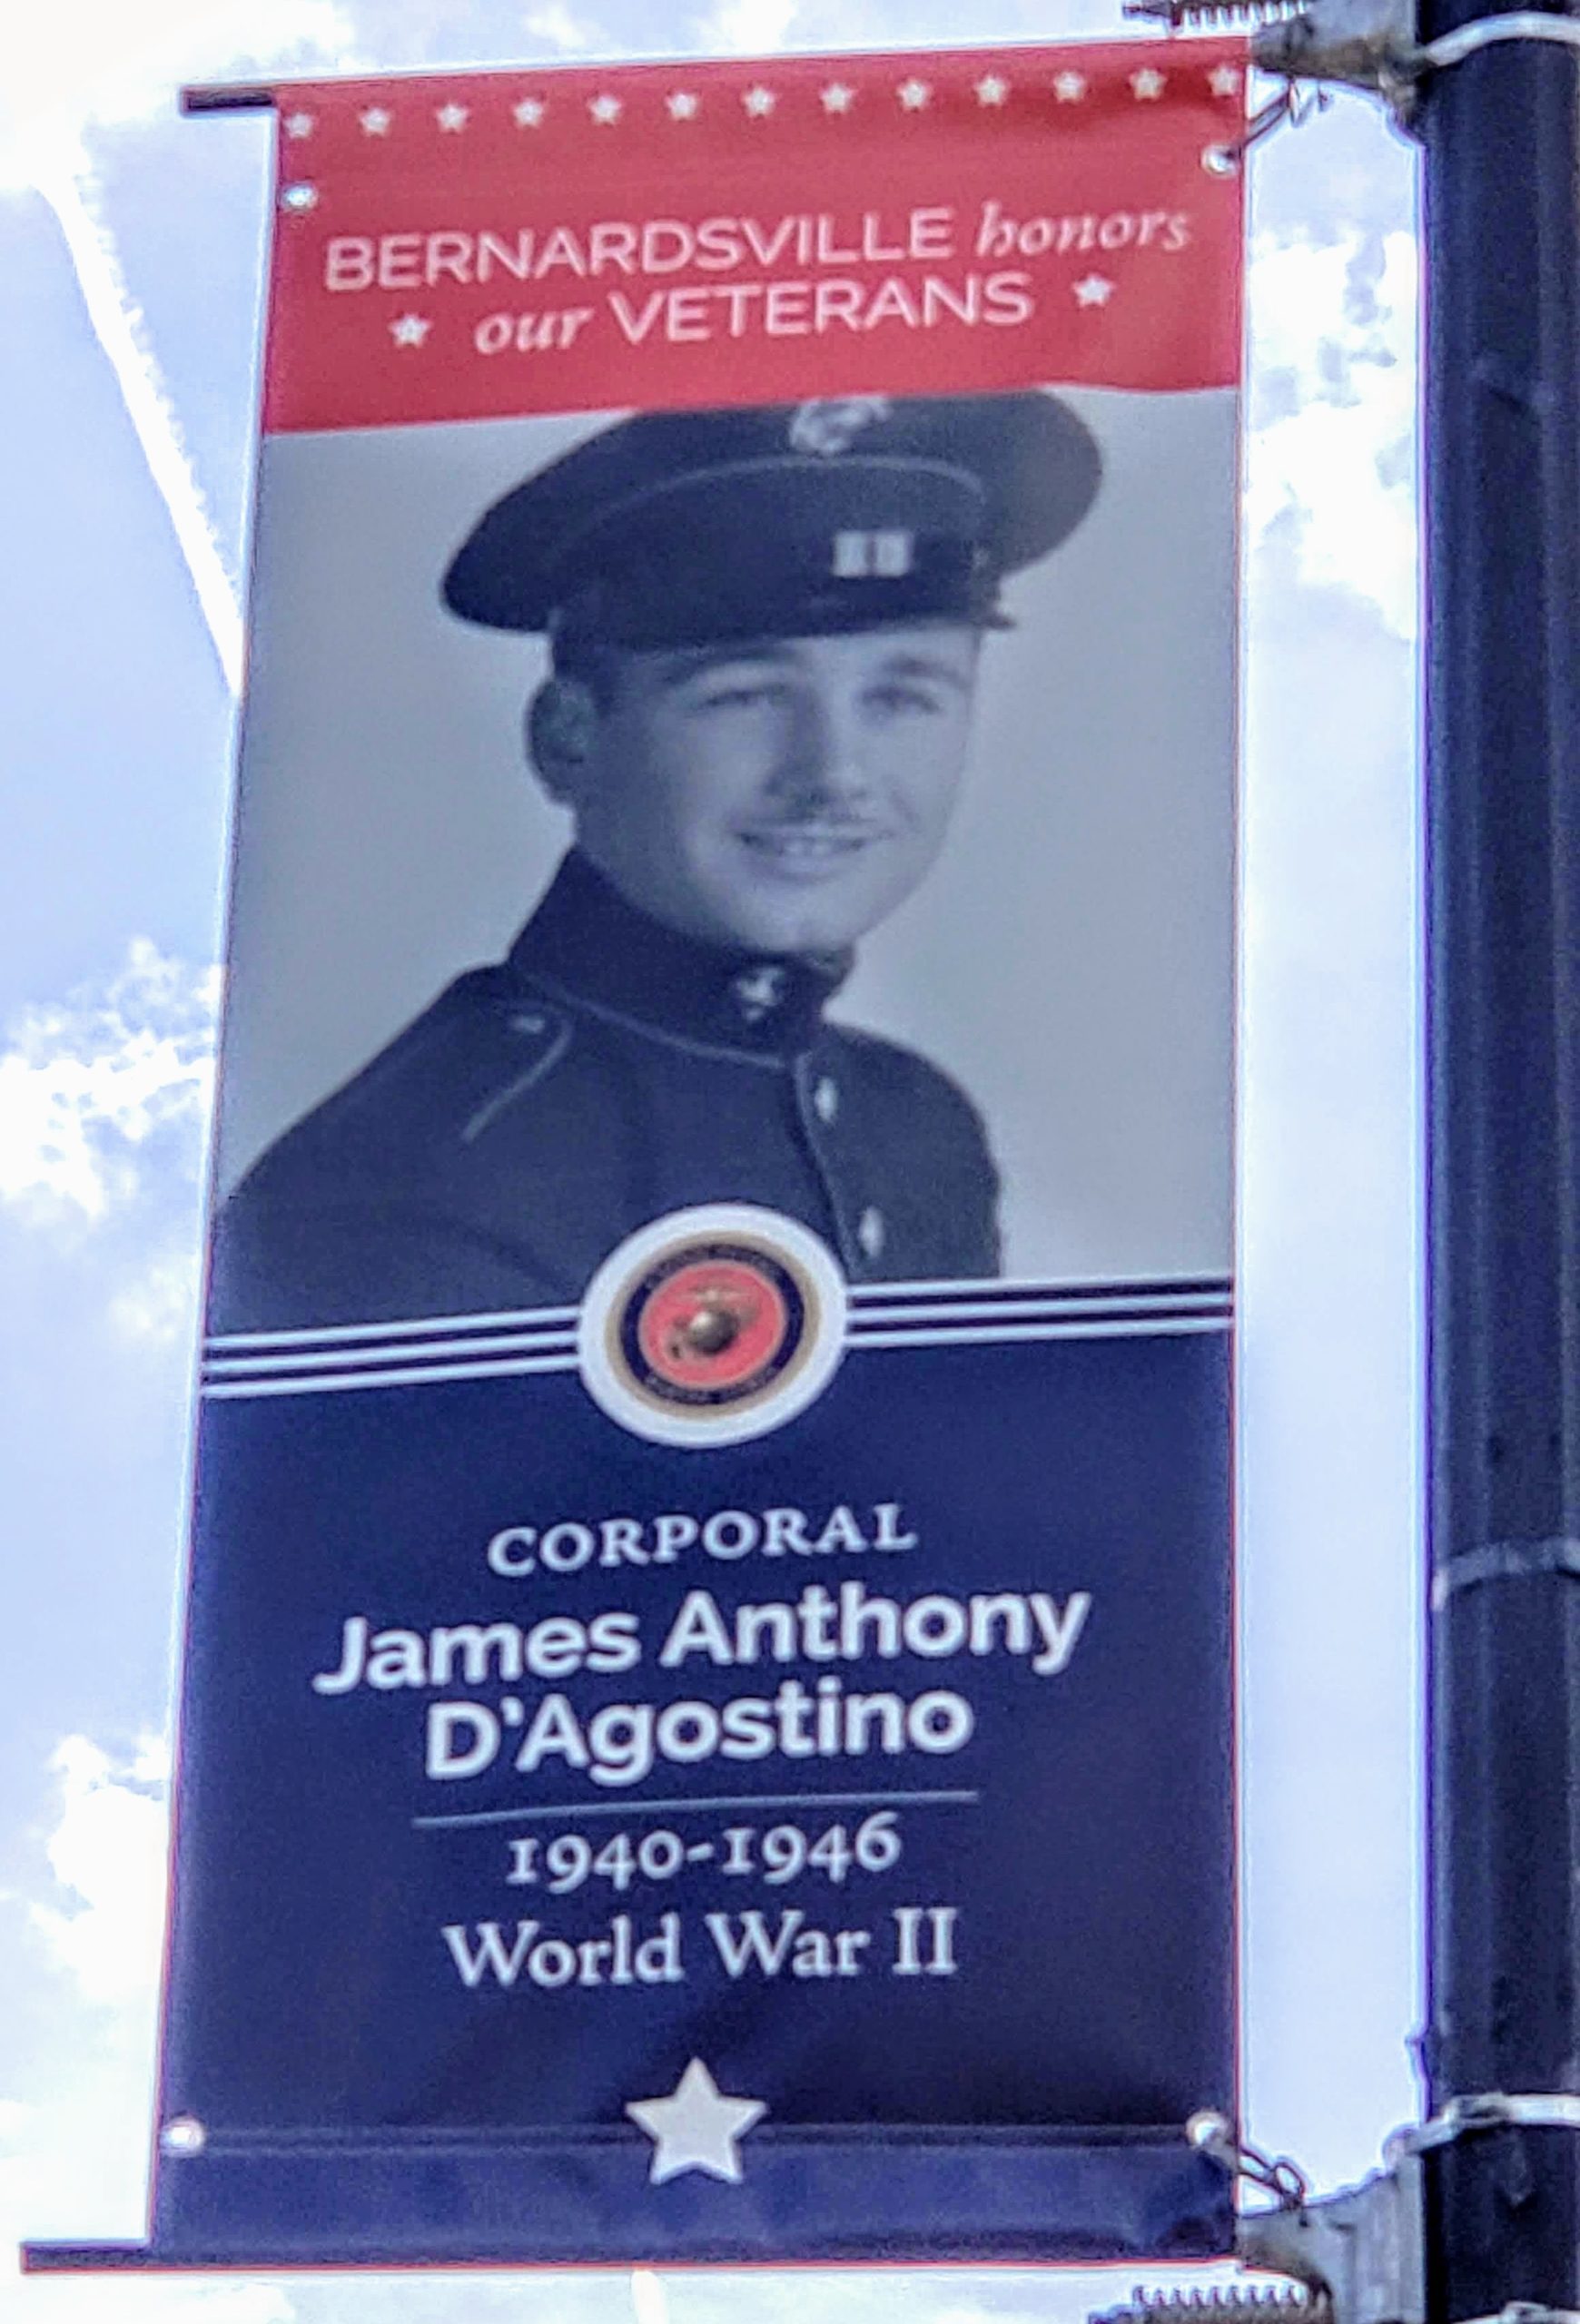 BERNARDSVILLE honors
our VETERANS
CORPORAL
James Anthony
D'Agostino
1940-1946
World War II